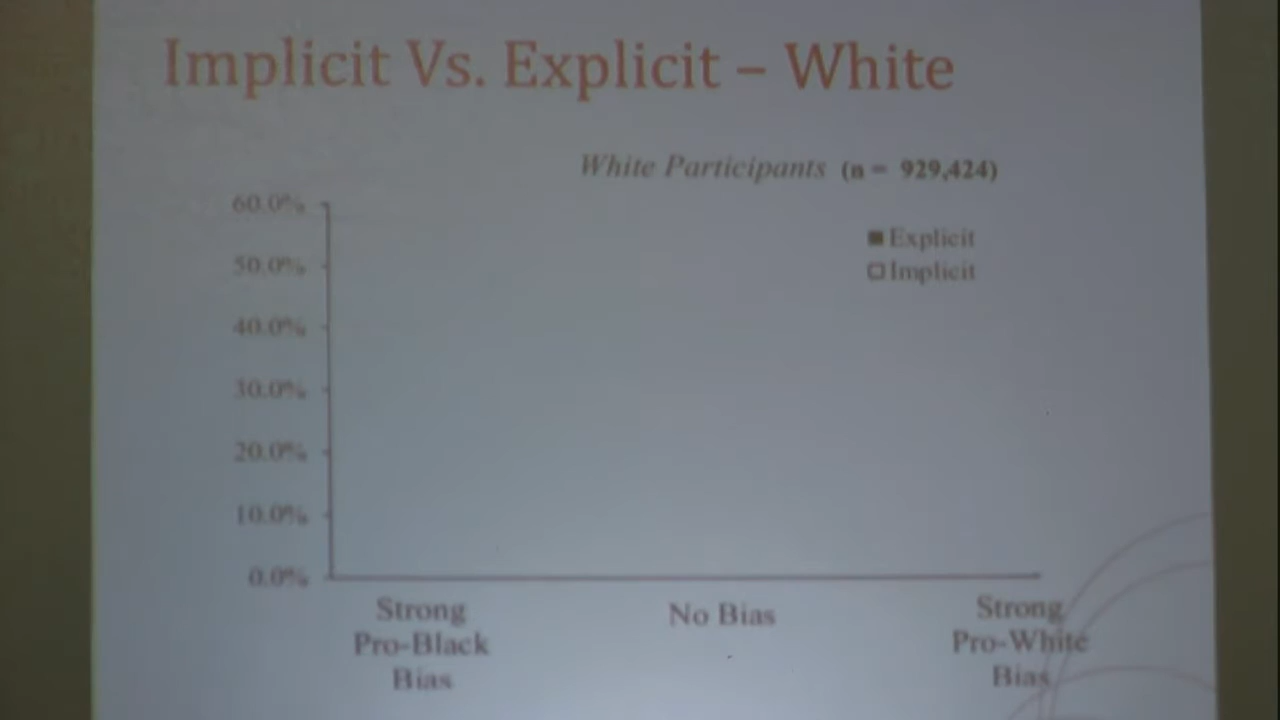 Implicit Vs. Explicit – White
White Participants (n = 929,424)
60.0%
50.0%
40.0%
30.0%
20.0%
10.0%
0.0%
Explicit
Implicit
Strong
Pro-Black
Bias
No Bias
Strong
Pro-White
Bias